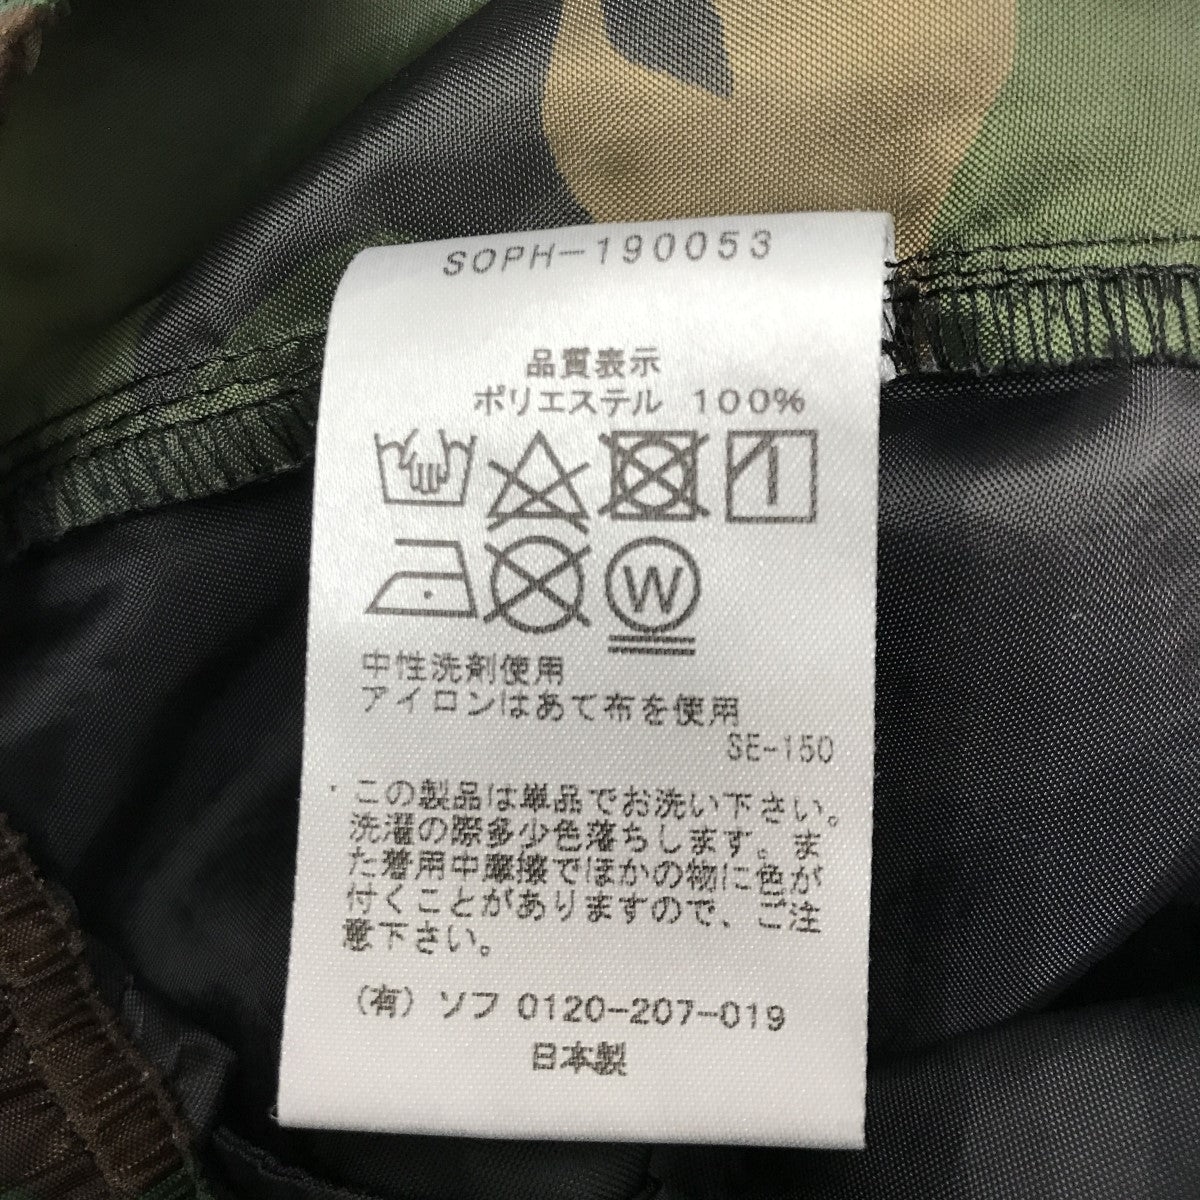 SOPH-190053
品質表示
ポリエステル 100%
W
中性洗剤使用
アイロンはあて布を使用
SE-150
・この製品は単品でお洗い下さい。
洗濯の際多少色落ちします。ま
た着用中摩擦でほかの物に色が
付くことがありますので、ご注
意下さい。
(有) ソフ 0120-207-019
日本製